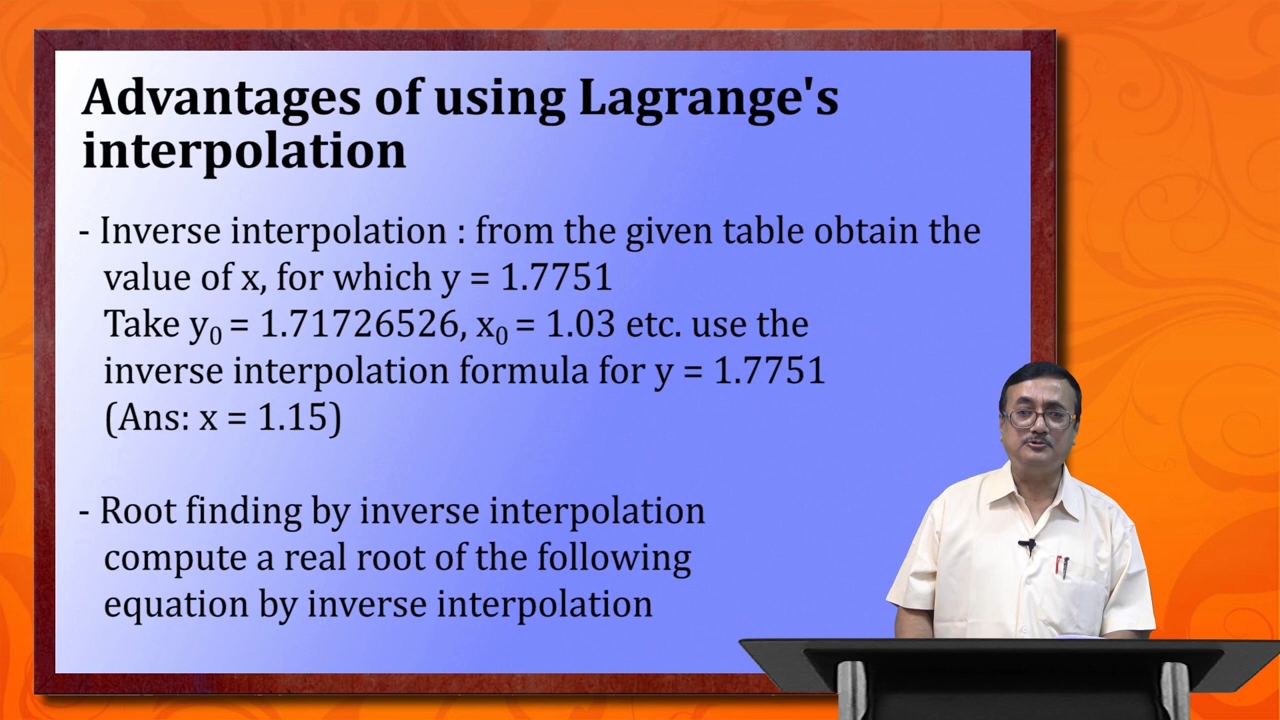 Advantages of using Lagrange's
interpolation
- Inverse interpolation : from the given table obtain the
value of x, for which y = 1.7751
Take y₀ = 1.71726526, x₀ = 1.03 etc. use the
inverse interpolation formula for y = 1.7751
(Ans: x = 1.15)
- Root finding by inverse interpolation
compute a real root of the following
equation by inverse interpolation